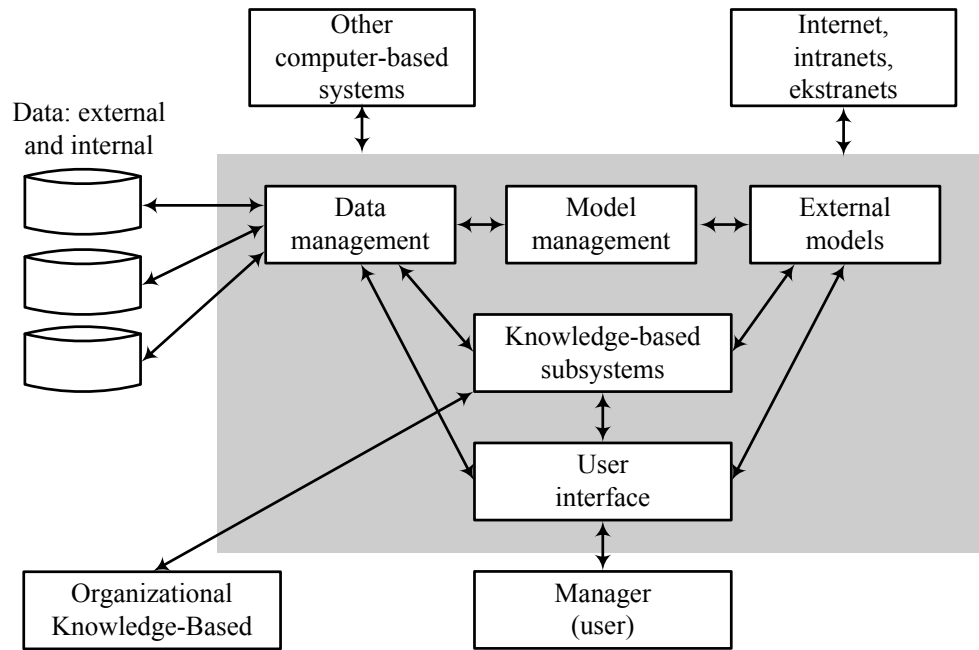 Other
computer-based
systems
Internet,
intranets,
ekstranets
Data: external
and internal
Data
management
Model
management
External
models
Knowledge-based
subsystems
User
interface
Organizational
Knowledge-Based
Manager
(user)